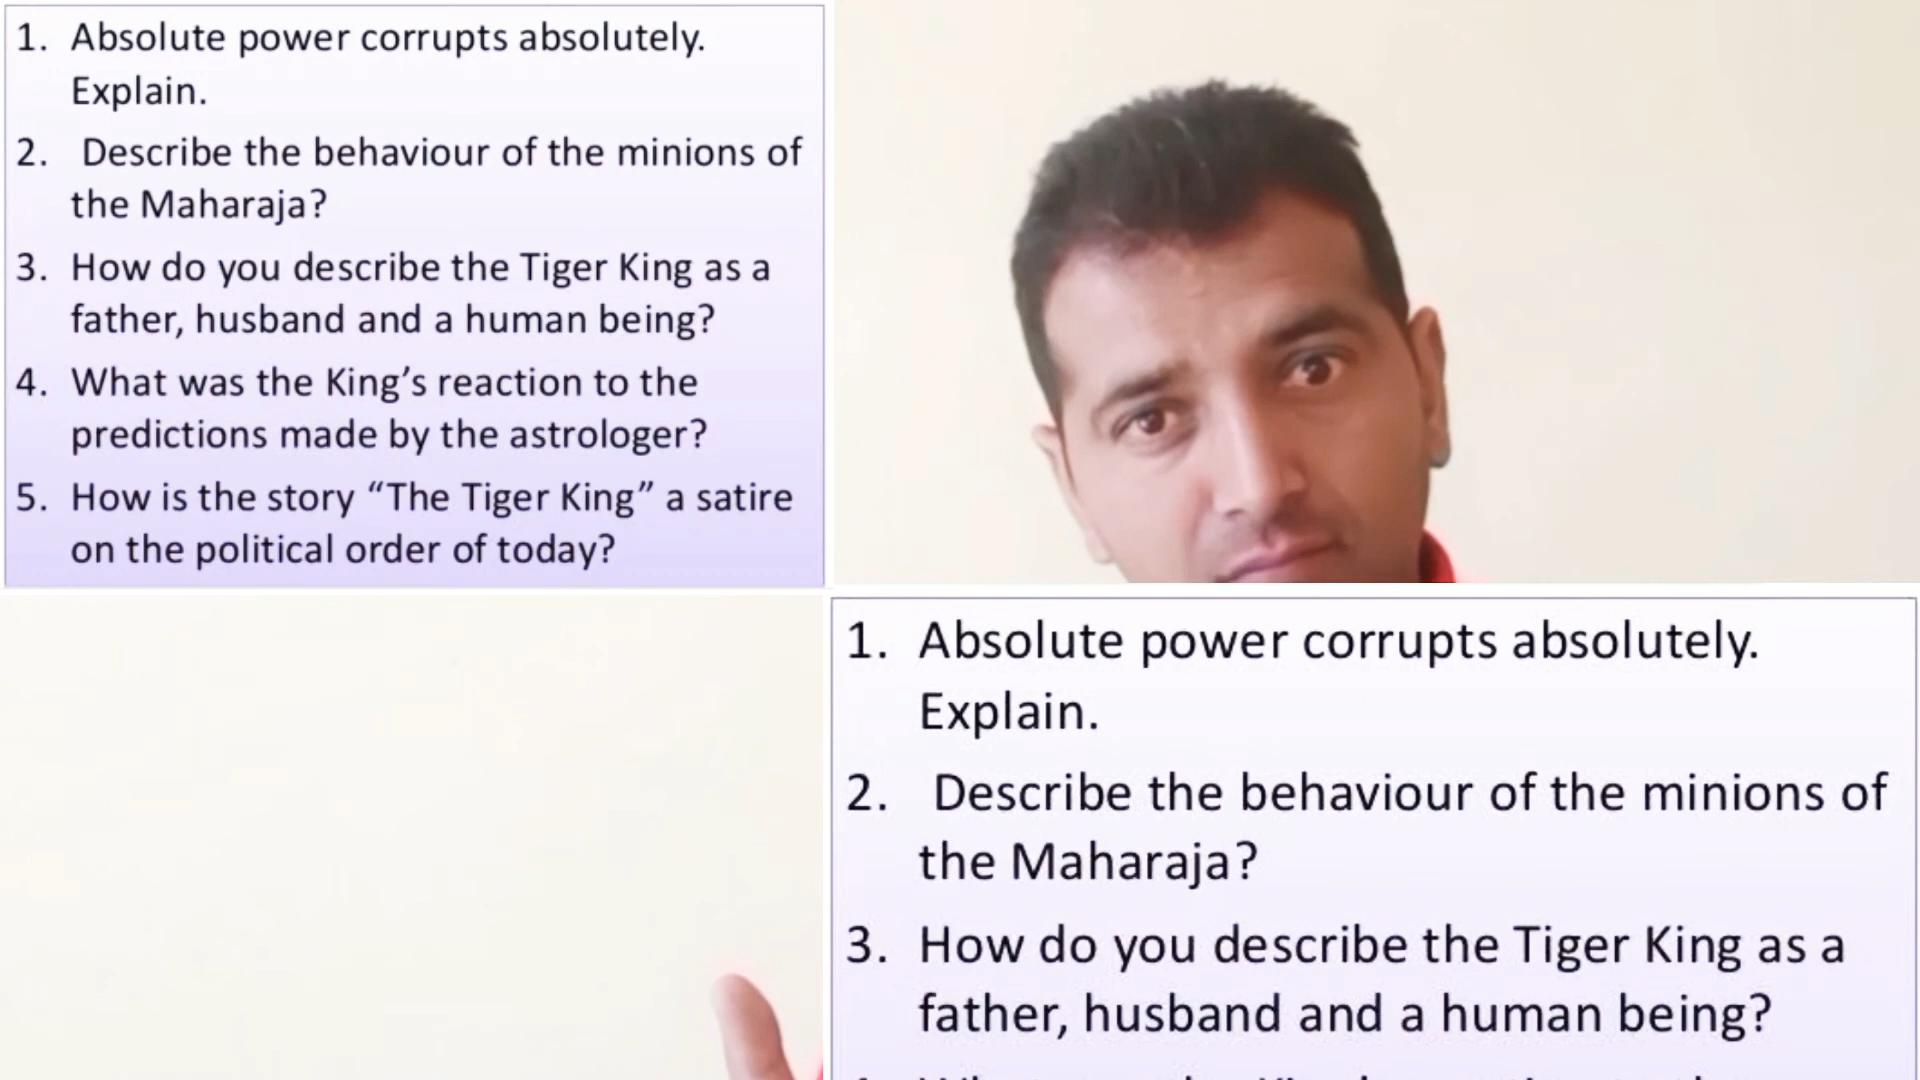 1. Absolute power corrupts absolutely.
Explain.
2. Describe the behaviour of the minions of
the Maharaja?
3. How do you describe the Tiger King as a
father, husband and a human being?
4. What was the King's reaction to the
predictions made by the astrologer?
5. How is the story “The Tiger King” a satire
on the political order of today?
1. Absolute power corrupts absolutely.
Explain.
2. Describe the behaviour of the minions of
the Maharaja?
3. How do you describe the Tiger King as a
father, husband and a human being?